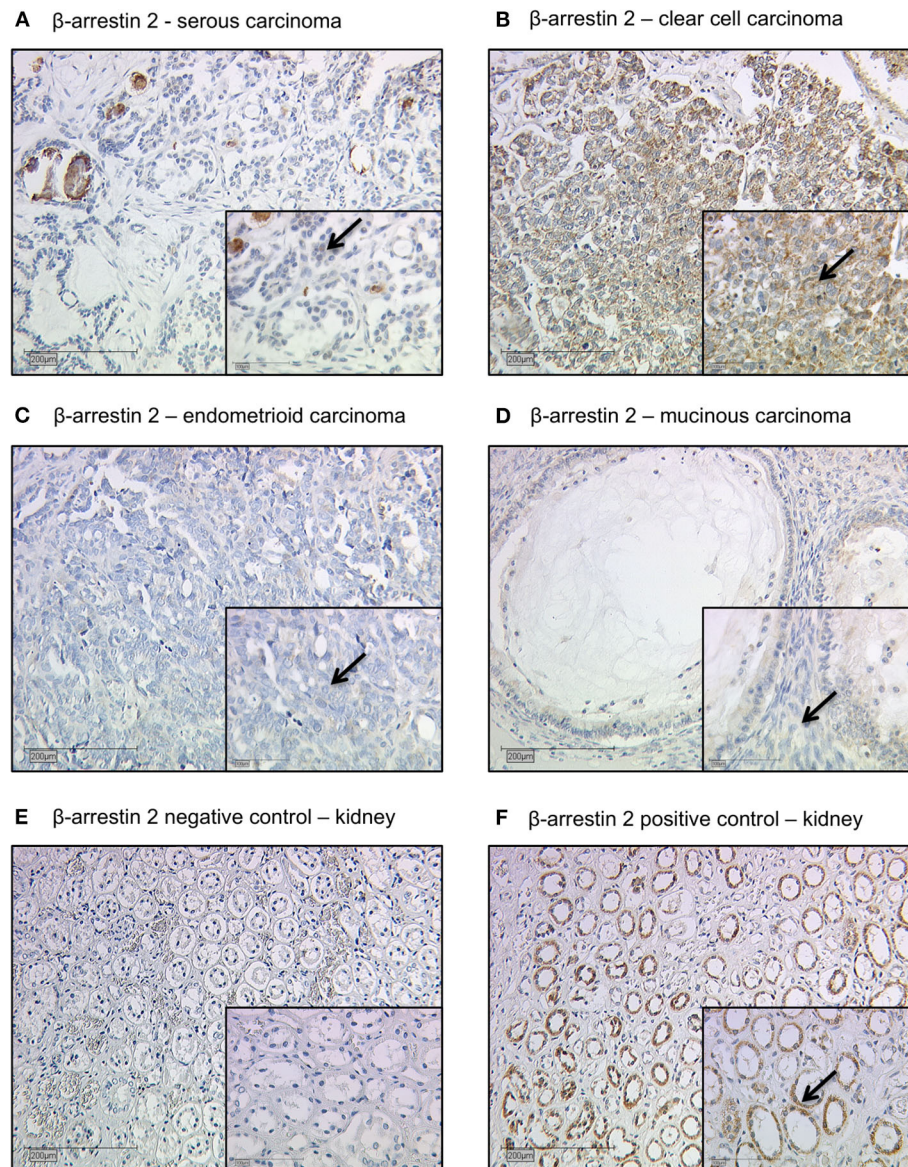 A β-arrestin 2 - serous carcinoma
B β-arrestin 2 – clear cell carcinoma
200µm
200µm
C β-arrestin 2 – endometrioid carcinoma
D β-arrestin 2 – mucinous carcinoma
200µm
200µm
E β-arrestin 2 negative control – kidney
F β-arrestin 2 positive control – kidney
200µm
200µm